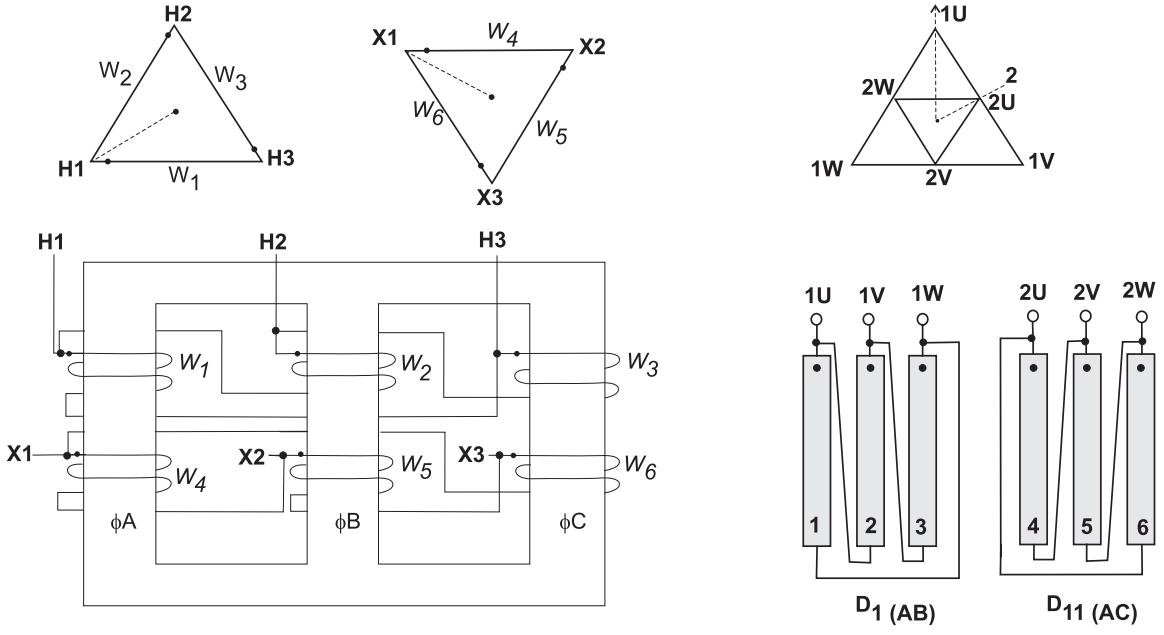 H2
W2
W3
H1
H3
W1
X1
W4
X2
W6
W5
X3
1U
2
2W
2U
1W
2V
1V
H1
H2
H3
W1
W2
W3
X1
X2
X3
W4
W5
W6
ϕA
ϕB
ϕC
1U 1V 1W
2U 2V 2W
1 2 3
4 5 6
D1 (AB)
D11 (AC)